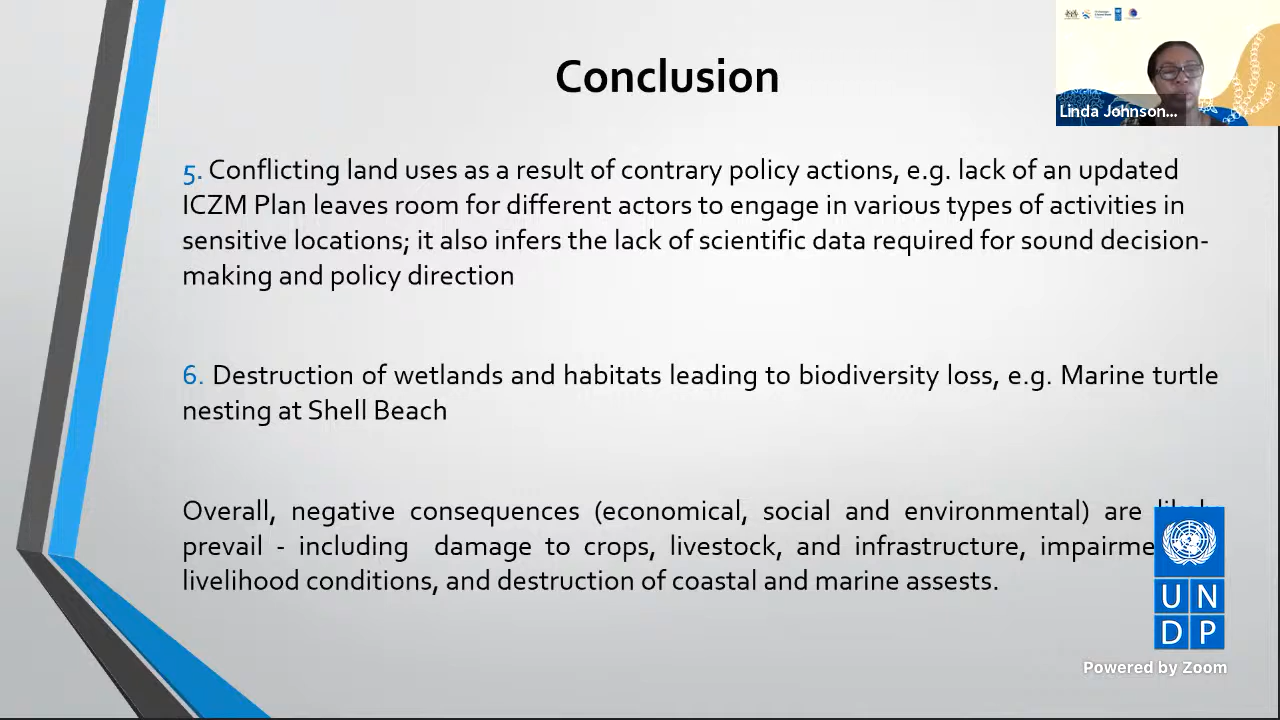 Conclusion
Linda Johnson...
5. Conflicting land uses as a result of contrary policy actions, e.g. lack of an updated
ICZM Plan leaves room for different actors to engage in various types of activities in
sensitive locations; it also infers the lack of scientific data required for sound decision-
making and policy direction
6. Destruction of wetlands and habitats leading to biodiversity loss, e.g. Marine turtle
nesting at Shell Beach
Overall, negative consequences (economical, social and environmental) are
prevail - including damage to crops, livestock, and infrastructure,
livelihood conditions, and destruction of coastal and marine assests.
U N
D P
Powered by Zoom